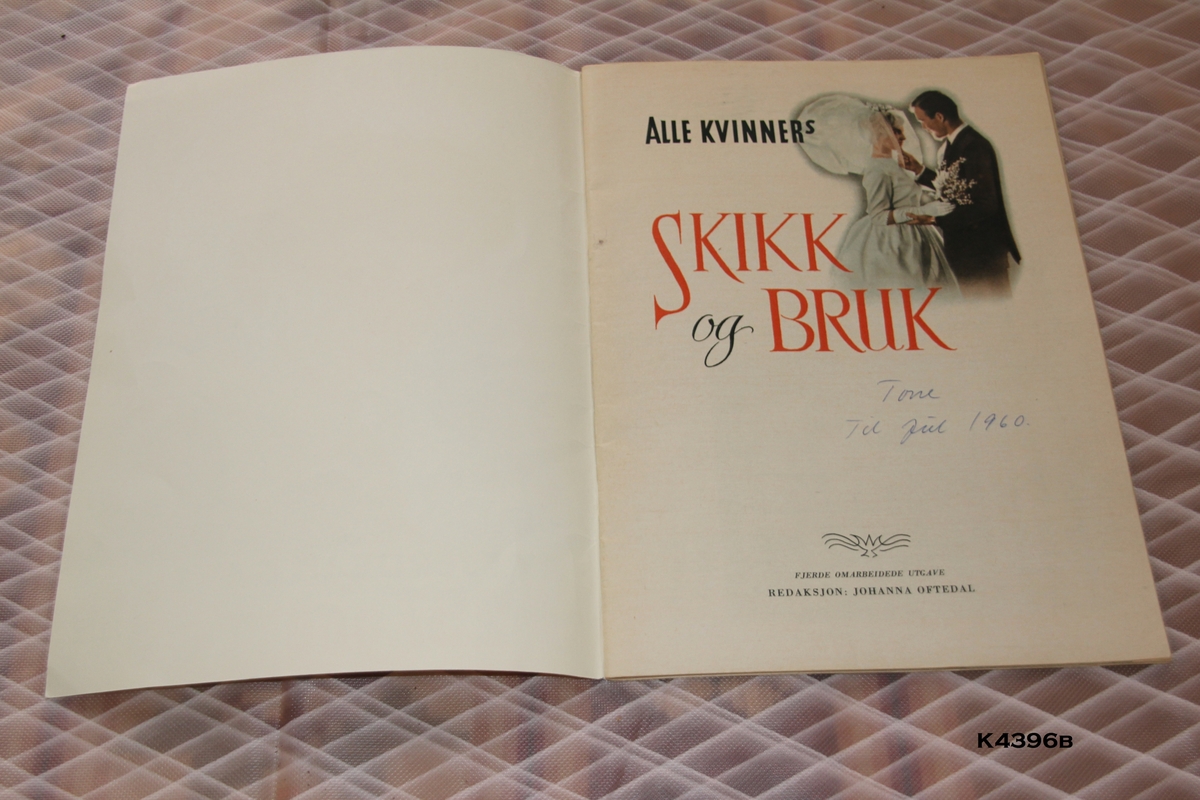 ALLE KVINNERS
SKIKK
og BRUK
Tone
Til Jul 1960.
FJERDE OMARBEIDEDE UTGAVE
REDAKSJON: JOHANNA OFTEDAL
K4396B